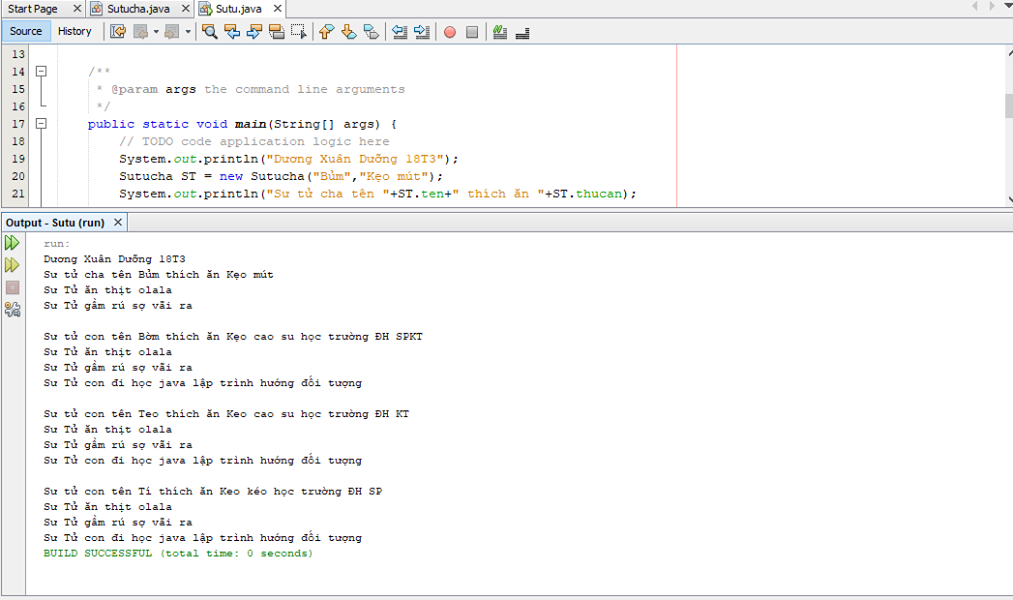 Start Page Sutucha.java Sutu.java
Source History
13
14 /**
15 * @param args the command line arguments
16 */
17 public static void main(String[] args) {
18 // TODO code application logic here
19 System.out.println("Dương Xuân Dưỡng 18T3");
20 Sutucha ST = new Sutucha("Bủm","Kẹo mút");
21 System.out.println("Sư tử cha tên "+ST.ten+" thích ăn "+ST.thucan);
Output - Sutu (run)
run:
Dương Xuân Dưỡng 18T3
Sư tử cha tên Bủm thích ăn Kẹo mút
Sư Tử ăn thịt olala
Sư Tử gầm rú sợ vãi ra
Sư tử con tên Bờm thích ăn Kẹo cao su học trường ĐH SPKT
Sư Tử ăn thịt olala
Sư Tử gầm rú sợ vãi ra
Sư Tử con đi học java lập trình hướng đối tượng
Sư tử con tên Teo thích ăn Keo cao su học trường ĐH KT
Sư Tử ăn thịt olala
Sư Tử gầm rú sợ vãi ra
Sư Tử con đi học java lập trình hướng đối tượng
Sư tử con tên Tí thích ăn Keo kéo học trường ĐH SP
Sư Tử ăn thịt olala
Sư Tử gầm rú sợ vãi ra
Sư Tử con đi học java lập trình hướng đối tượng
BUILD SUCCESSFUL (total time: 0 seconds)